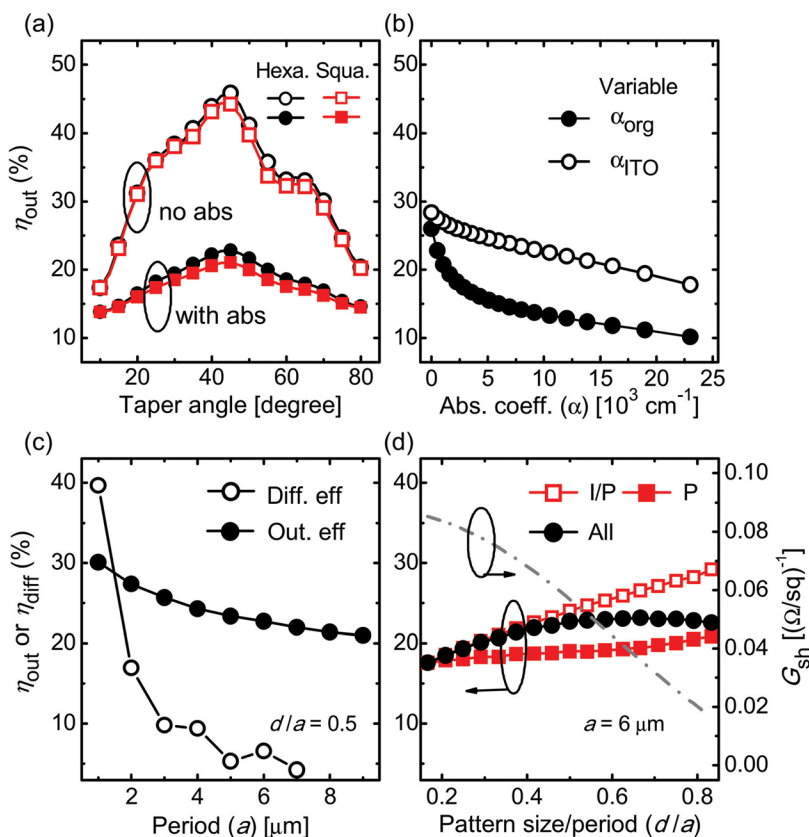 (a)
50
40
30
20
10
η_out (%)
Hexa. Squa.
no abs
with abs
20 40 60 80
Taper angle [degree]
(b)
50
40
30
20
10
Variable
α_org
α_ITO
0 5 10 15 20 25
Abs. coeff. (α) [10³ cm⁻¹]
(c)
40
30
20
10
η_out or η_diff (%)
Diff. eff
Out. eff
d/a = 0.5
2 4 6 8
Period (a) [μm]
(d)
40
30
20
10
I/P P
All
a = 6 μm
0.10
0.08
0.06
0.04
0.02
0.00
G_sh [(Ω/sq)⁻¹]
0.2 0.4 0.6 0.8
Pattern size/period (d/a)